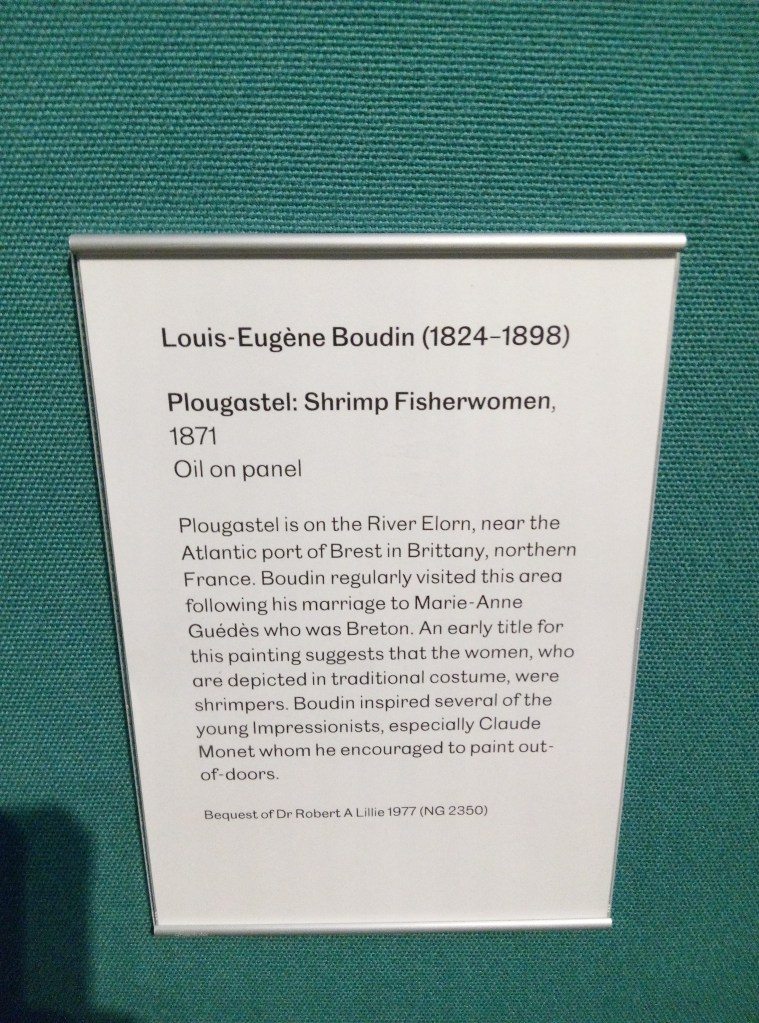 Louis-Eugène Boudin (1824–1898)
Plougastel: Shrimp Fisherwomen,
1871
Oil on panel
Plougastel is on the River Elorn, near the
Atlantic port of Brest in Brittany, northern
France. Boudin regularly visited this area
following his marriage to Marie-Anne
Guédès who was Breton. An early title for
this painting suggests that the women, who
are depicted in traditional costume, were
shrimpers. Boudin inspired several of the
young Impressionists, especially Claude
Monet whom he encouraged to paint out-
of-doors.
Bequest of Dr Robert A Lillie 1977 (NG 2350)